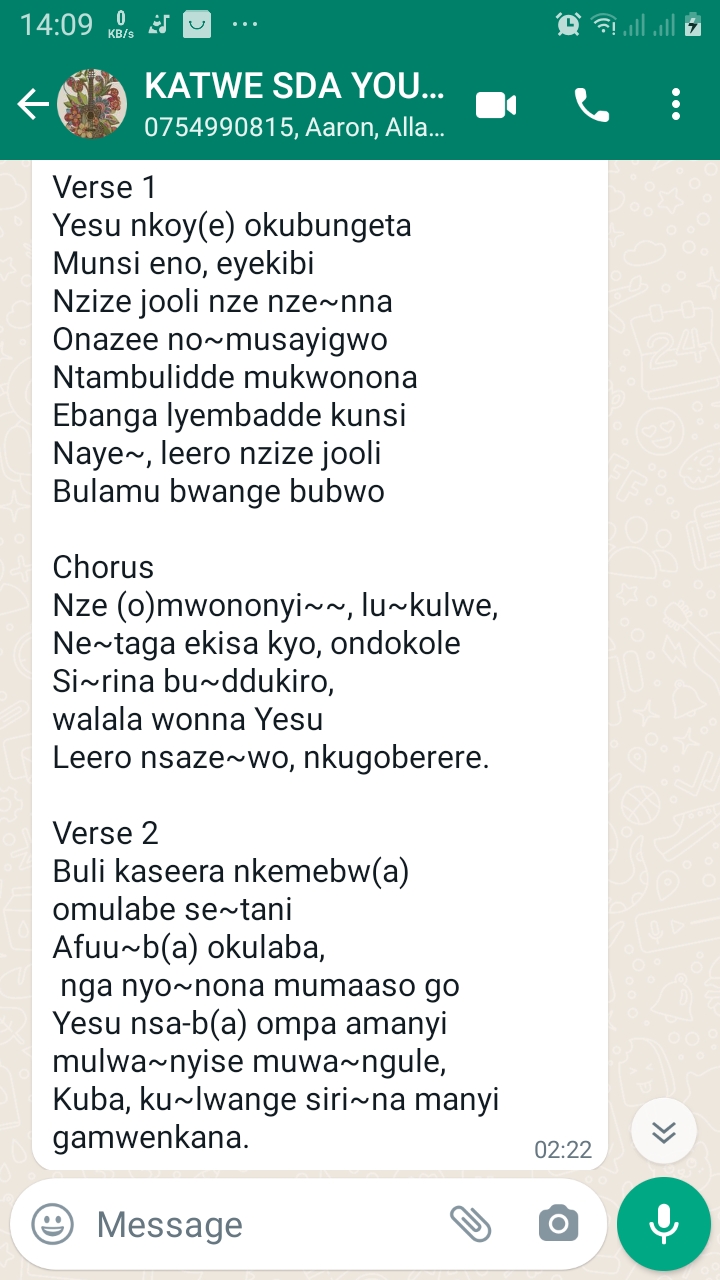 14:09 0 KB/s ...
KATWE SDA YOU...
0754990815, Aaron, Alla...
Verse 1
Yesu nkoy(e) okubungeta
Munsi eno, eyekibi
Nzize jooli nze nze~nna
Onazee no~musayigwo
Ntambulidde mukwonona
Ebanga lyembadde kunsi
Naye~, leero nzize jooli
Bulamu bwange bubwo
Chorus
Nze (o)mwononyi~~, lu~kulwe,
Ne~taga ekisa kyo, ondokole
Si~rina bu~ddukiro,
walala wonna Yesu
Leero nsaze~wo, nkugoberere.
Verse 2
Buli kaseera nkemebw(a)
omulabe se~tani
Afuu~b(a) okulaba,
nga nyo~nona mumaaso go
Yesu nsa-b(a) ompa amanyi
mulwa~nyise muwa~ngule,
Kuba, ku~lwange siri~na manyi
gamwenkana.
02:22
Message